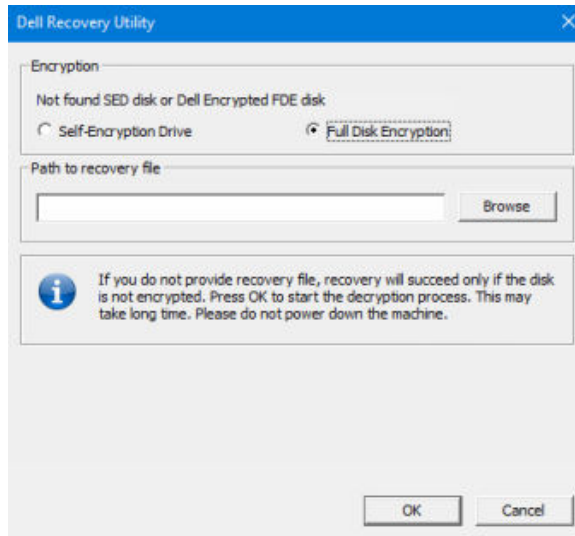 Dell Recovery Utility
Encryption
Not found SED disk or Dell Encrypted FDE disk
Self-Encryption Drive Full Disk Encryption
Path to recovery file
Browse
If you do not provide recovery file, recovery will succeed only if the disk
is not encrypted. Press OK to start the decryption process. This may
take long time. Please do not power down the machine.
OK Cancel